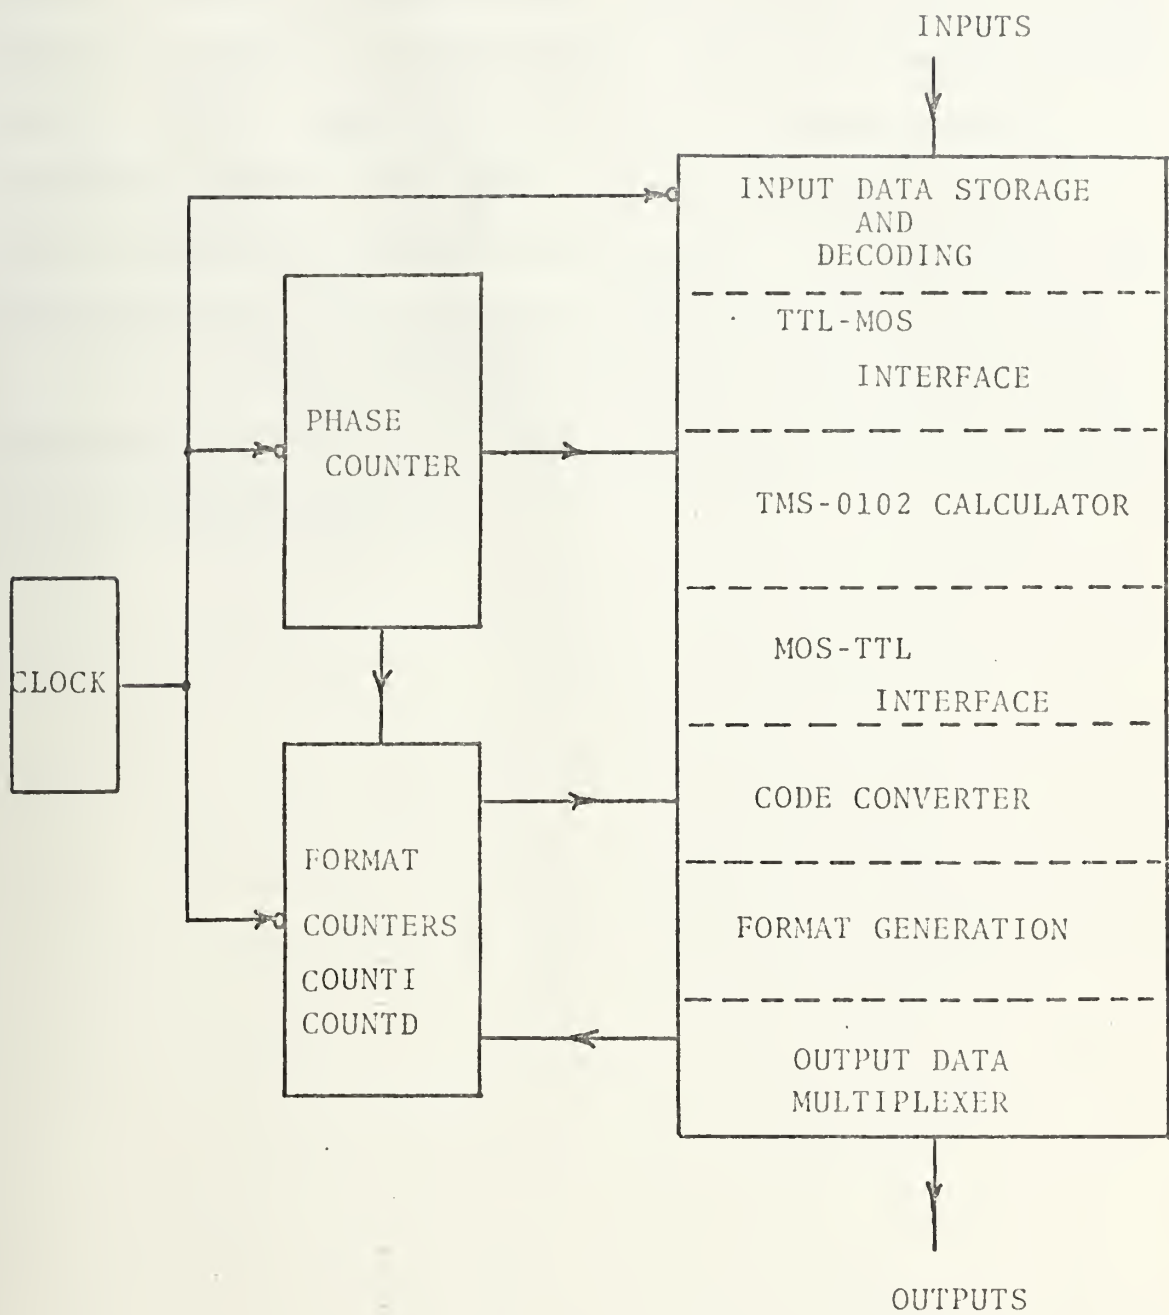 INPUTS
INPUT DATA STORAGE
AND
DECODING
TTL-MOS
INTERFACE
PHASE
COUNTER
TMS-0102 CALCULATOR
MOS-TTL
INTERFACE
CLOCK
CODE CONVERTER
FORMAT
COUNTERS
COUNTI
COUNTD
FORMAT GENERATION
OUTPUT DATA
MULTIPLEXER
OUTPUTS